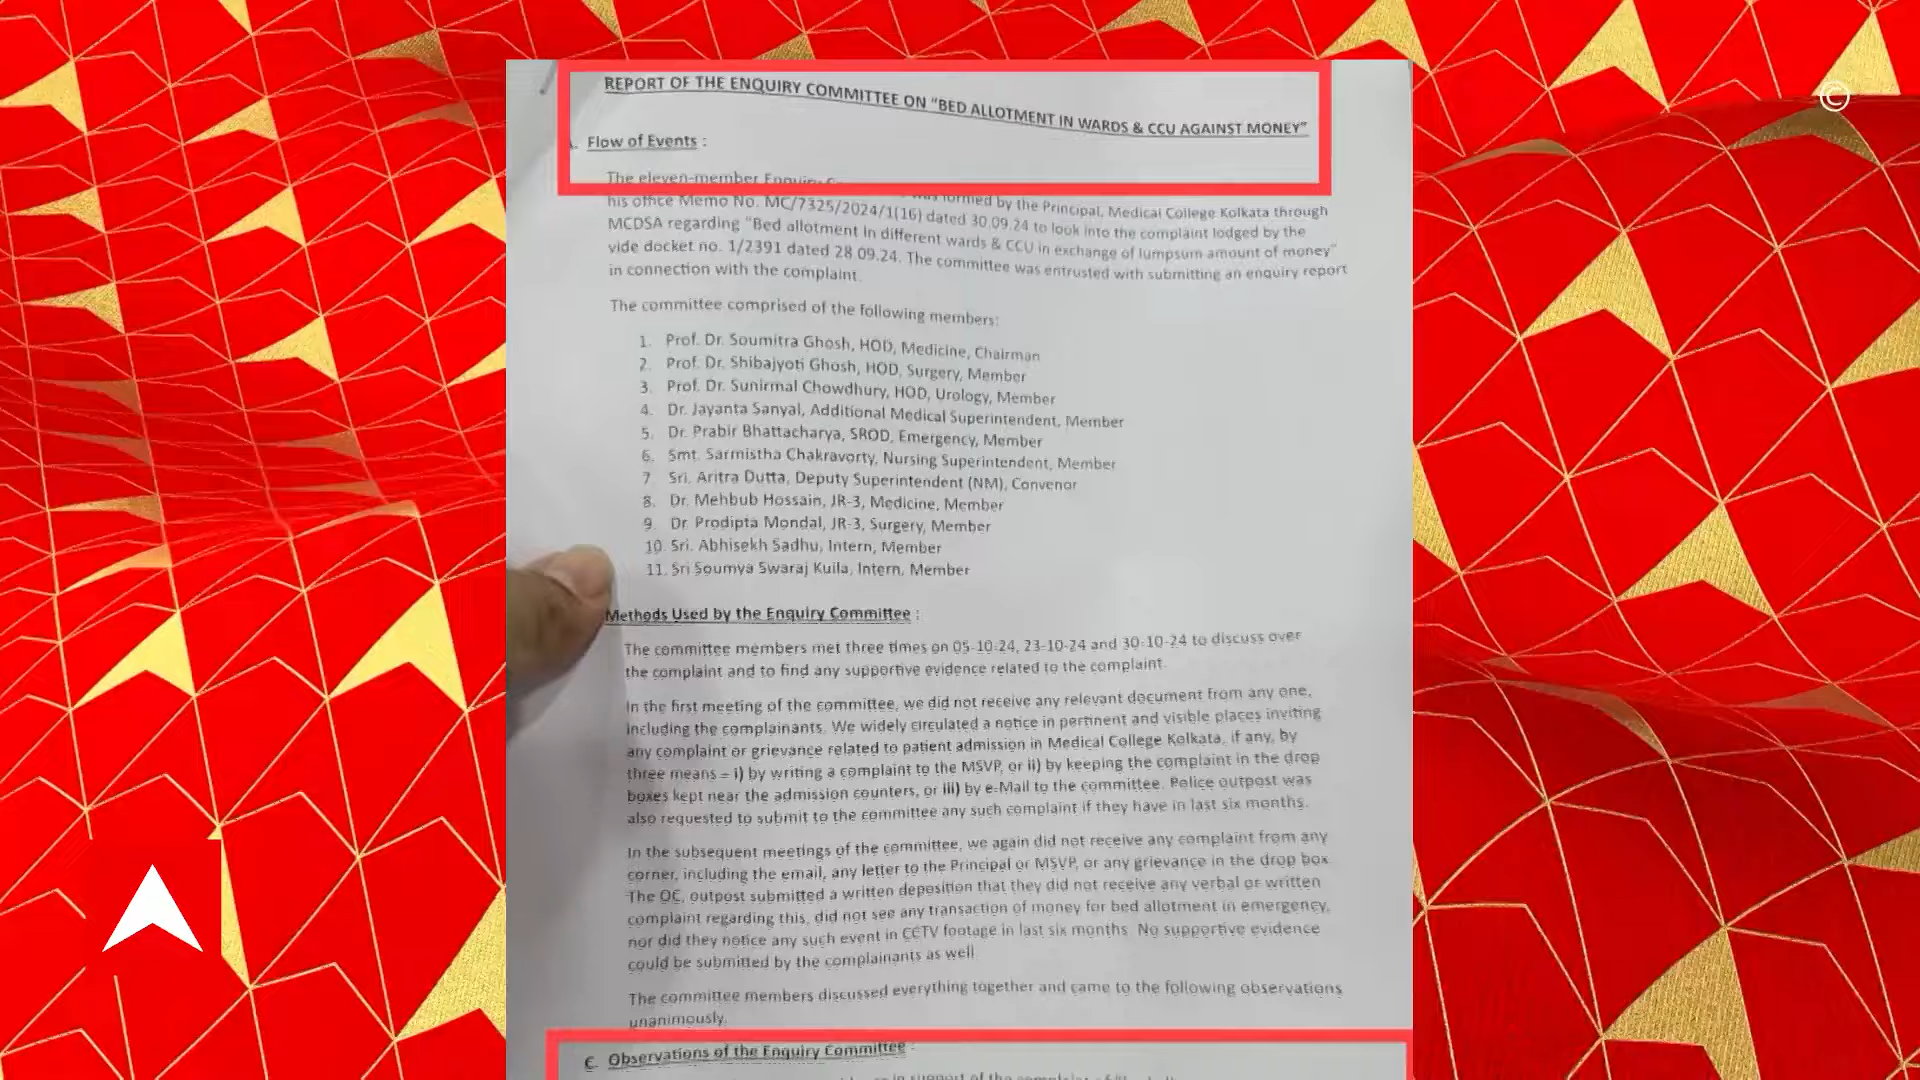 ©
REPORT OF THE ENQUIRY COMMITTEE ON "BED ALLOTMENT IN WARDS & CCU AGAINST MONEY"
Flow of Events :
The eleven-member Enquiry
was formed by the Principal, Medical College Kolkata through
his office Memo No. MC/7325/2024/1(16) dated 30.09.24 to look into the complaint lodged by the
MCDSA regarding "Bed allotment in different wards & CCU in exchange of lumpsum amount of money"
vide docket no. 1/2391 dated 28.09.24. The committee was entrusted with submitting an enquiry report
in connection with the complaint.
The committee comprised of the following members:
1. Prof. Dr. Soumitra Ghosh, HOD, Medicine, Chairman
2. Prof. Dr. Shibajyoti Ghosh, HOD, Surgery, Member
3. Prof. Dr. Sunirmal Chowdhury, HOD, Urology, Member
4. Dr. Jayanta Sanyal, Additional Medical Superintendent, Member
5. Dr. Prabir Bhattacharya, SROD, Emergency, Member
6. Smt. Sarmistha Chakravorty, Nursing Superintendent, Member
7 Sri. Aritra Dutta, Deputy Superintendent (NM), Convenor
8. Dr. Mehbub Hossain, JR-3, Medicine, Member
9. Dr. Prodipta Mondal, JR-3, Surgery, Member
10. Sri. Abhisekh Sadhu, Intern, Member
11. Sri Soumya Swaraj Kuila, Intern, Member
Methods Used by the Enquiry Committee :
The committee members met three times on 05-10-24, 23-10-24 and 30-10-24 to discuss over
the complaint and to find any supportive evidence related to the complaint.
In the first meeting of the committee, we did not receive any relevant document from any one,
including the complainants. We widely circulated a notice in pertinent and visible places inviting
any complaint or grievance related to patient admission in Medical College Kolkata, if any, by
three means – i) by writing a complaint to the MSVP, or ii) by keeping the complaint in the drop
boxes kept near the admission counters, or iii) by e-Mail to the committee. Police outpost was
also requested to submit to the committee any such complaint if they have in last six months.
In the subsequent meetings of the committee, we again did not receive any complaint from any
corner, including the email, any letter to the Principal or MSVP, or any grievance in the drop box.
The OC, outpost submitted a written deposition that they did not receive any verbal or written
complaint regarding this, did not see any transaction of money for bed allotment in emergency,
nor did they notice any such event in CCTV footage in last six months. No supportive evidence
could be submitted by the complainants as well.
The committee members discussed everything together and came to the following observations
unanimously.
C. Observations of the Enquiry Committee :
in support of the